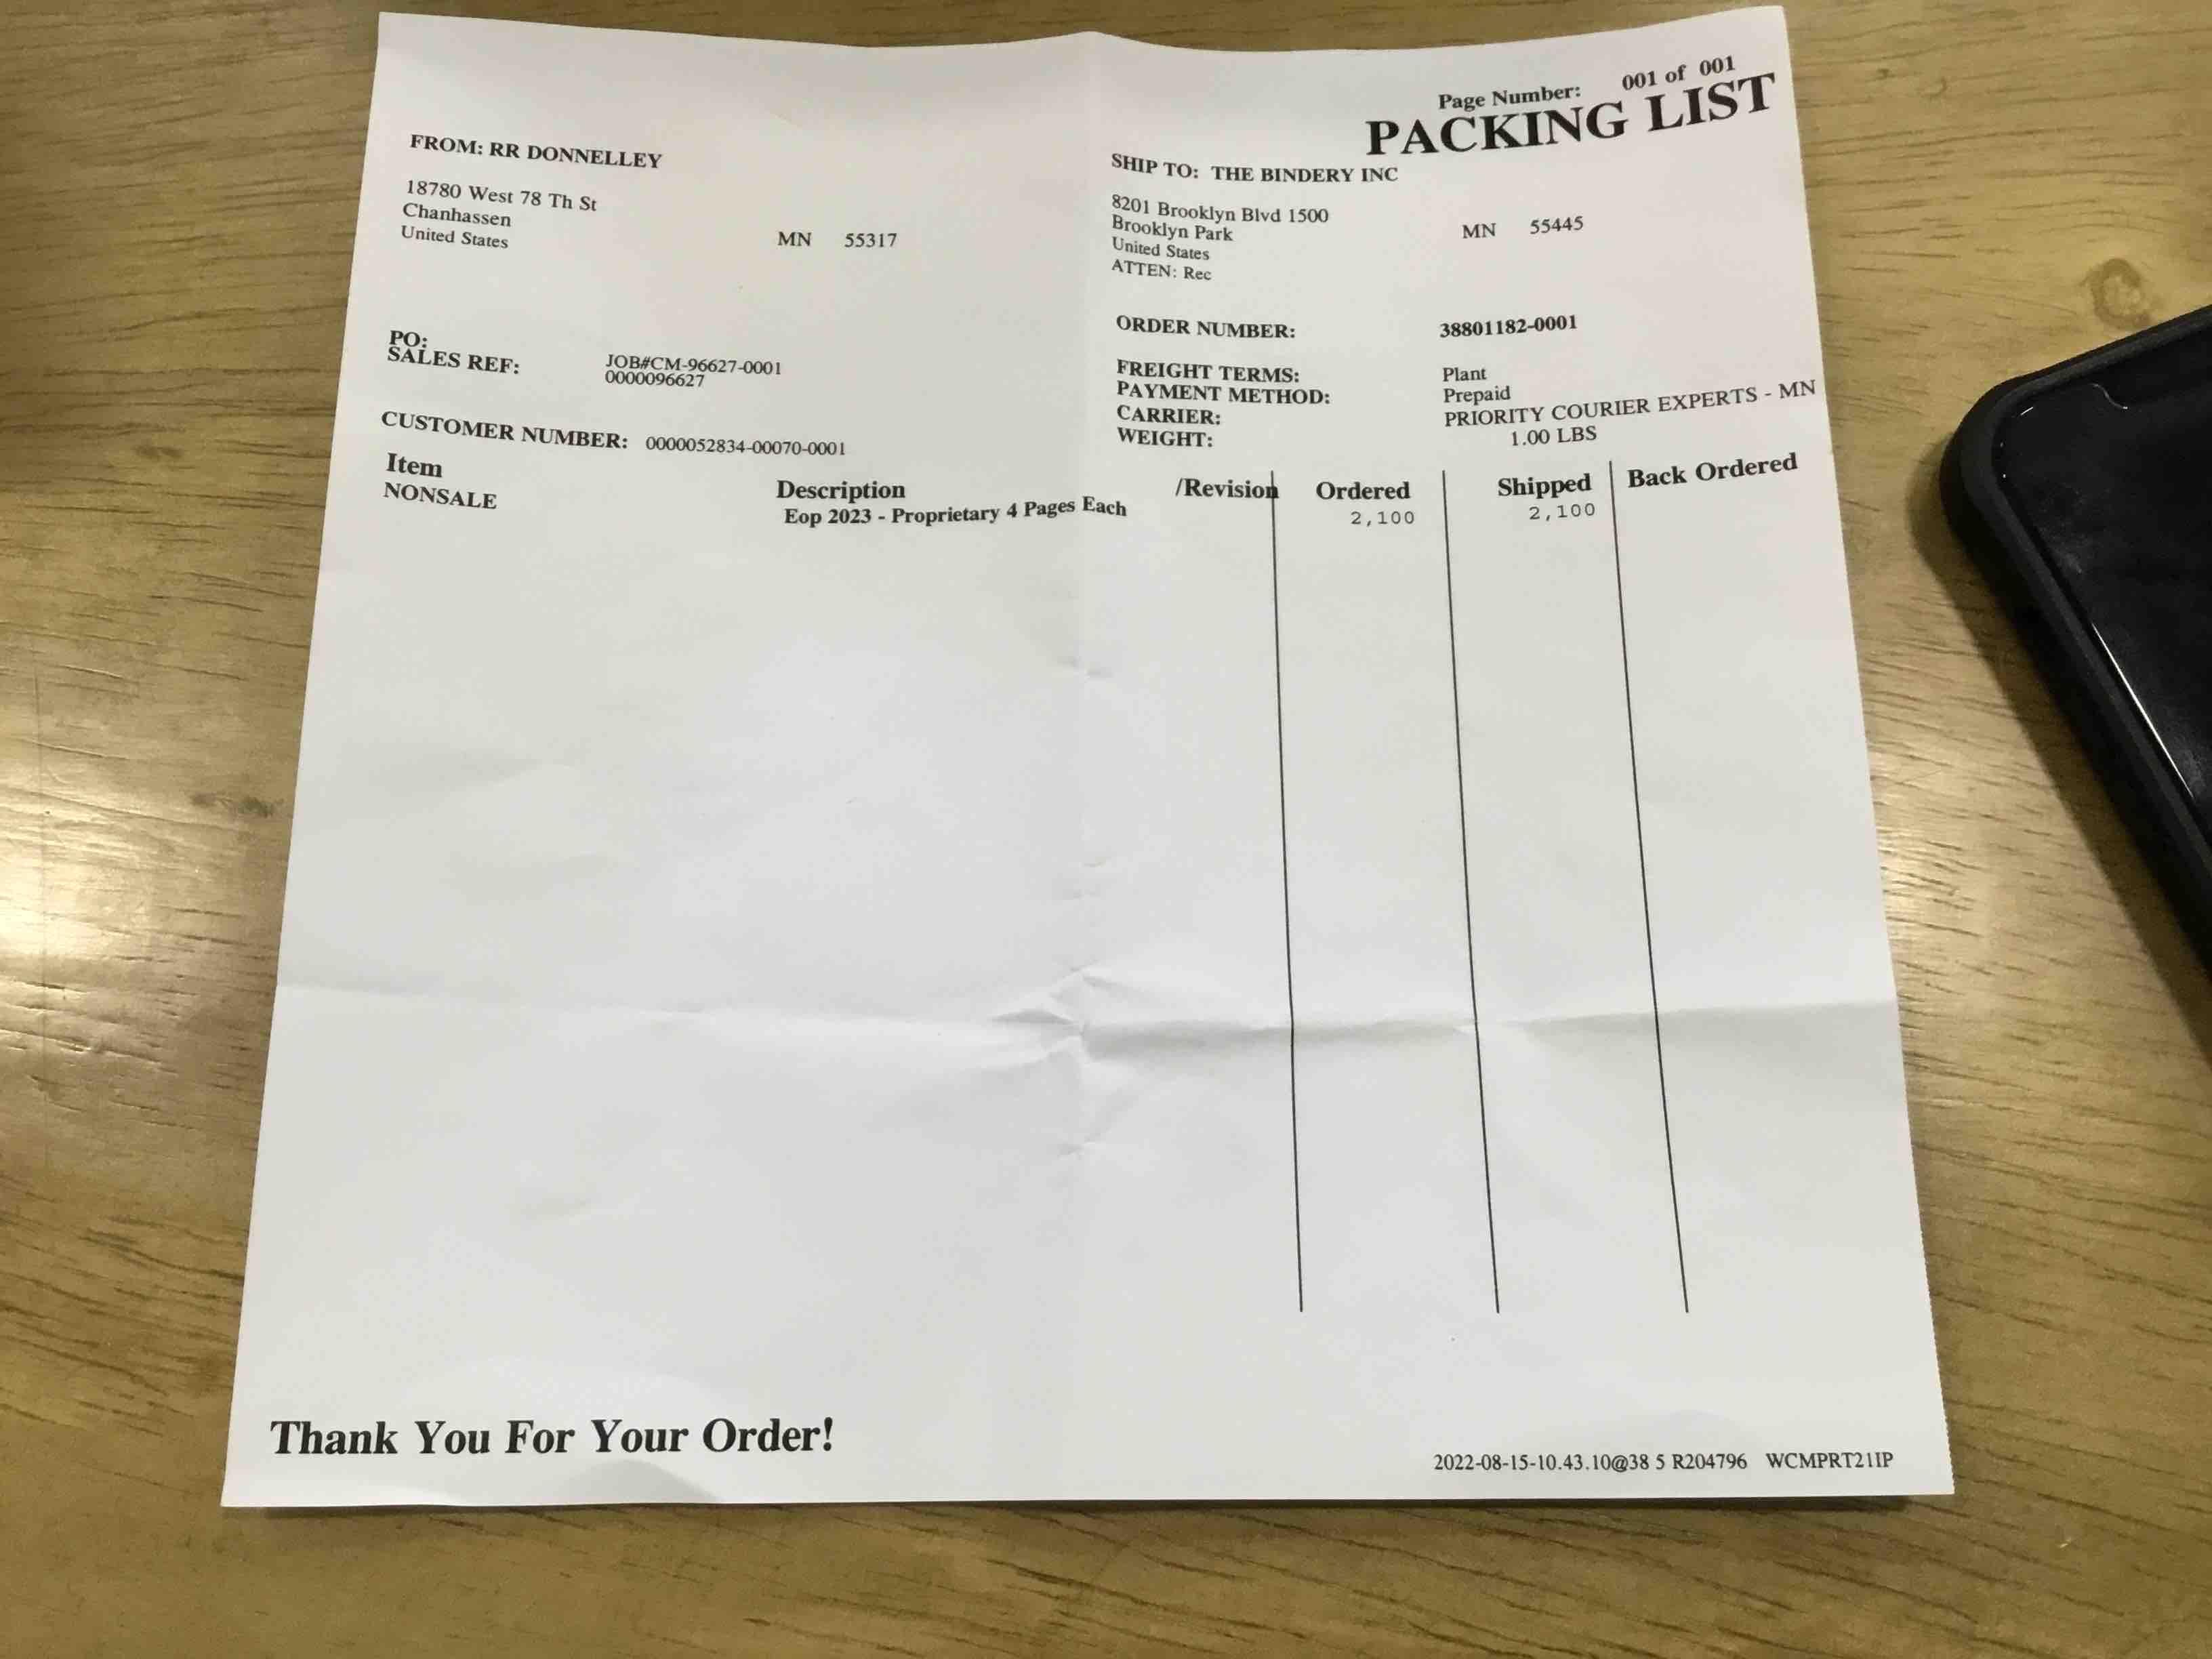 Page Number: 001 of 001
PACKING LIST
FROM: RR DONNELLEY
18780 West 78 Th St
Chanhassen
United States
MN 55317
SHIP TO: THE BINDERY INC
8201 Brooklyn Blvd 1500
Brooklyn Park
United States
MN 55445
ATTEN: Rec
PO: JOB#CM-96627-0001
SALES REF: 0000096627
CUSTOMER NUMBER: 0000052834-00070-0001
ORDER NUMBER: 38801182-0001
FREIGHT TERMS: Plant
PAYMENT METHOD: Prepaid
CARRIER: PRIORITY COURIER EXPERTS - MN
WEIGHT: 1.00 LBS
Item Description /Revision Ordered Shipped Back Ordered
NONSALE Eop 2023 - Proprietary 4 Pages Each 2,100 2,100
Thank You For Your Order!
2022-08-15-10.43.10@38 5 R204796 WCMPRT21IP